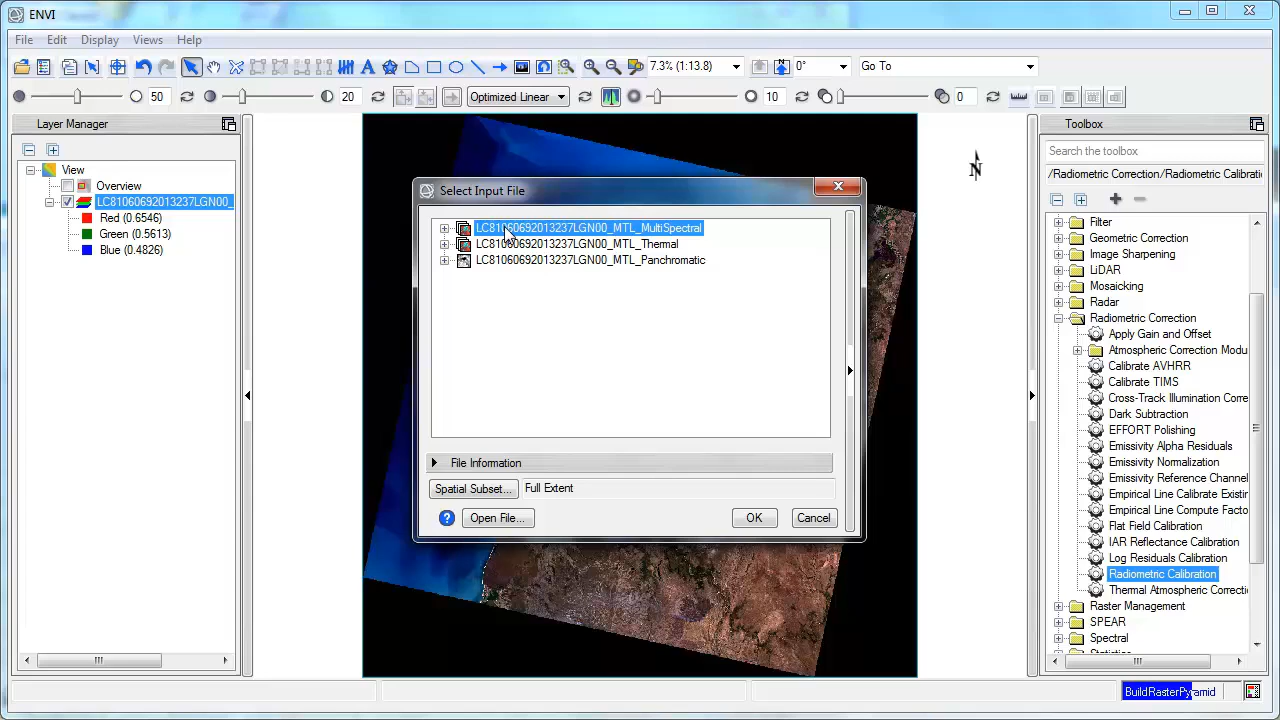 ENVI
File Edit Display Views Help
7.3% (1:13.8) 0° Go To
50 20 Optimized Linear 10 0
Layer Manager
View
Overview
LC81060692013237LGN00_
Red (0.6546)
Green (0.5613)
Blue (0.4826)
N
Select Input File
LC81060692013237LGN00_MTL_MultiSpectral
LC81060692013237LGN00_MTL_Thermal
LC81060692013237LGN00_MTL_Panchromatic
File Information
Spatial Subset... Full Extent
? Open File... OK Cancel
Toolbox
Search the toolbox
/Radiometric Correction/Radiometric Calibrati
Filter
Geometric Correction
Image Sharpening
LiDAR
Mosaicking
Radar
Radiometric Correction
Apply Gain and Offset
Atmospheric Correction Modu
Calibrate AVHRR
Calibrate TIMS
Cross-Track Illumination Corre
Dark Subtraction
EFFORT Polishing
Emissivity Alpha Residuals
Emissivity Normalization
Emissivity Reference Channel
Empirical Line Calibrate Existir
Empirical Line Compute Facto
Flat Field Calibration
IAR Reflectance Calibration
Log Residuals Calibration
Radiometric Calibration
Thermal Atmospheric Correcti
Raster Management
SPEAR
Spectral
Statistics
BuildRasterPyramid